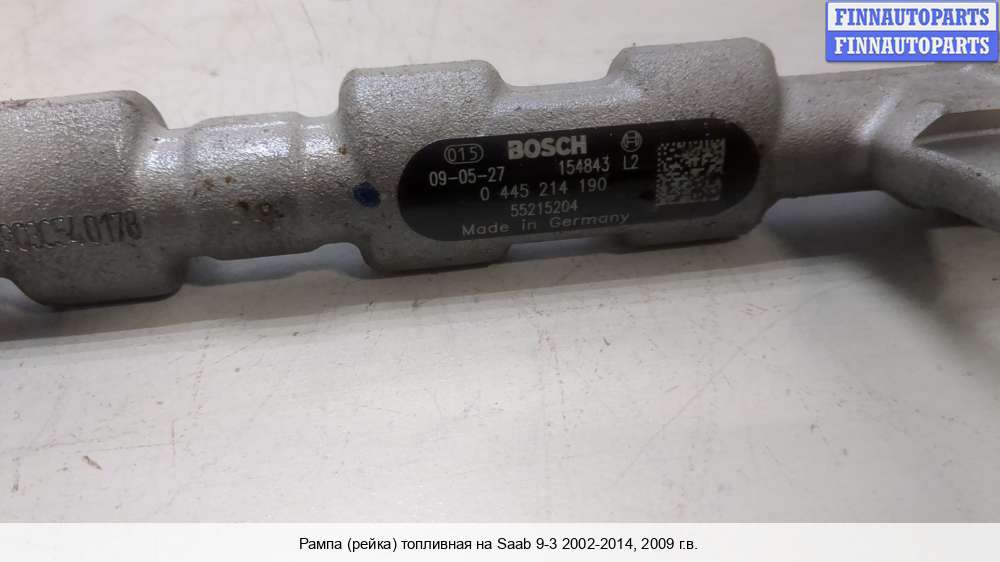 FINNAUTOPARTS
FINNAUTOPARTS
015 BOSCH
09-05-27 154843 L2
0 445 214 190
55215204
Made in Germany
Рампа (рейка) топливная на Saab 9-3 2002-2014, 2009 г.в.